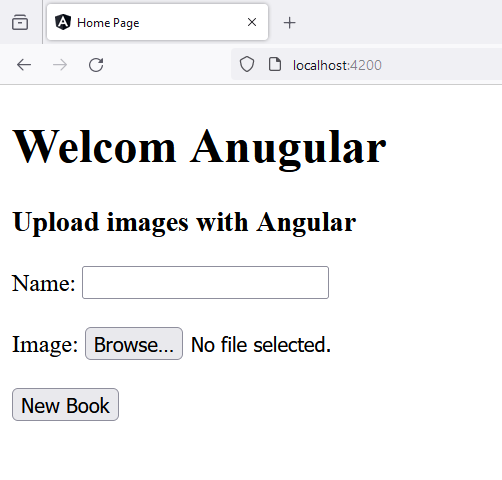 Home Page
localhost:4200
Welcom Anugular
Upload images with Angular
Name:
Image: Browse... No file selected.
New Book